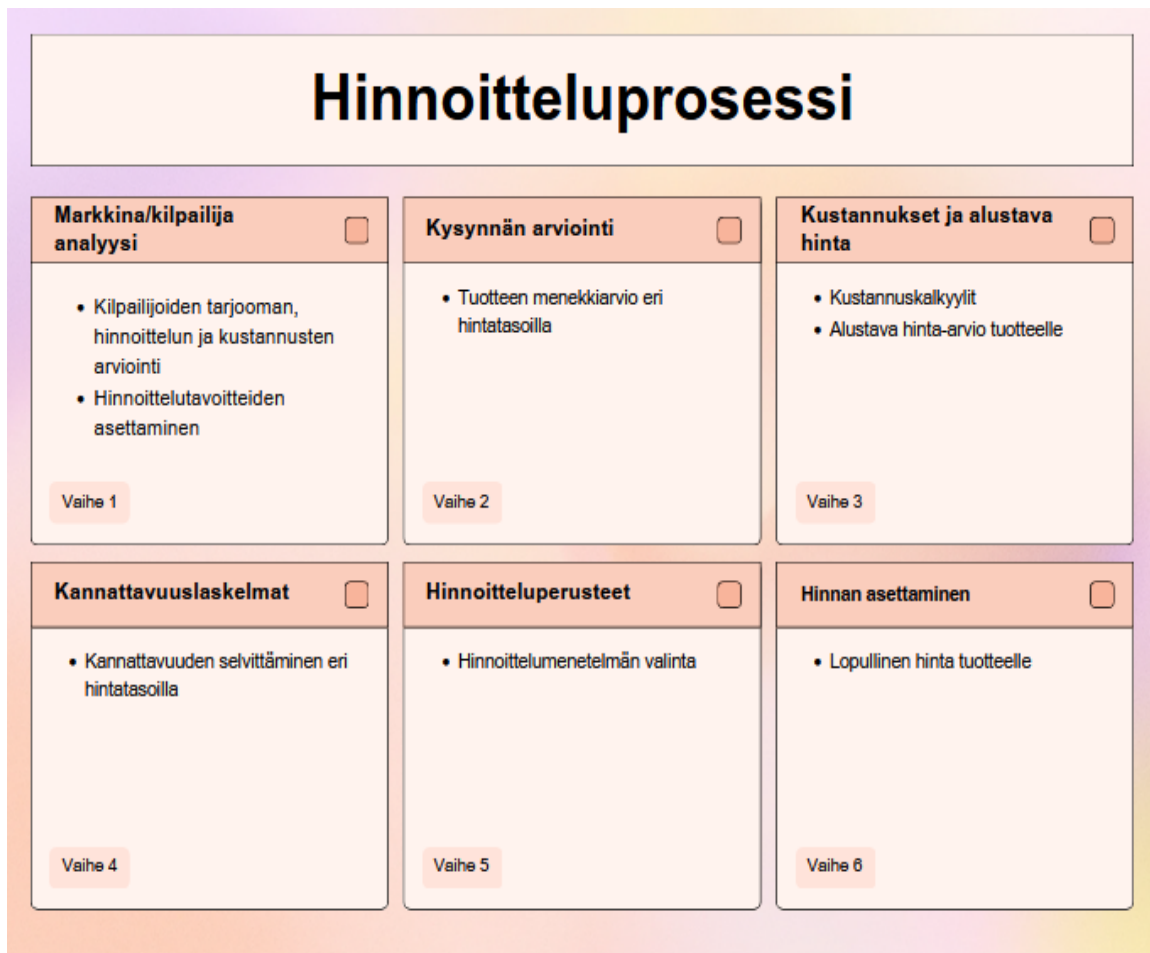 Hinnoitteluprosessi
Markkina/kilpailija
analyysi
• Kilpailijoiden tarjooman,
hinnoittelun ja kustannusten
arviointi
• Hinnoittelutavoitteiden
asettaminen
Vaihe 1
Kysynnän arviointi
• Tuotteen menekkiarvio eri
hintatasoilla
Vaihe 2
Kustannukset ja alustava
hinta
• Kustannuskalkyylit
• Alustava hinta-arvio tuotteelle
Vaihe 3
Kannattavuuslaskelmat
• Kannattavuuden selvittäminen eri
hintatasoilla
Vaihe 4
Hinnoitteluperusteet
• Hinnoittelumenetelmän valinta
Vaihe 5
Hinnan asettaminen
• Lopullinen hinta tuotteelle
Vaihe 6